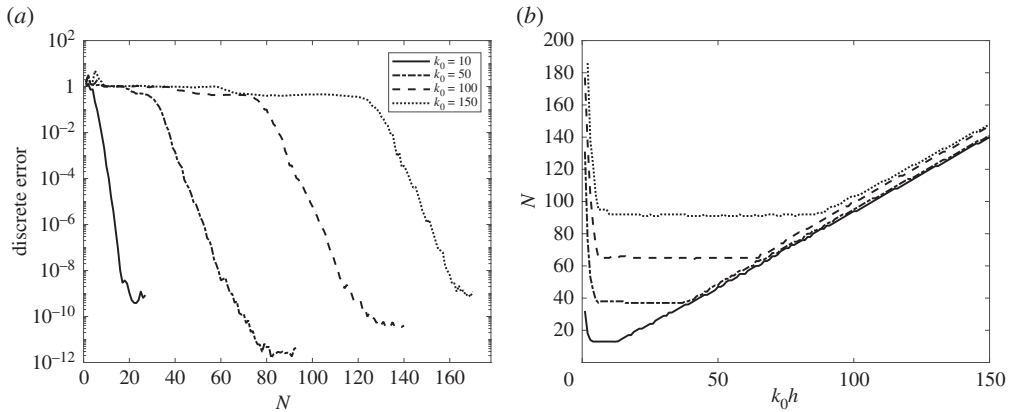 (a)
10²
1
10⁻²
10⁻⁴
10⁻⁶
10⁻⁸
10⁻¹⁰
10⁻¹²
discrete error
0 20 40 60 80 100 120 140 160
N
k₀ = 10
k₀ = 50
k₀ = 100
k₀ = 150
(b)
200
180
160
140
120
100
80
60
40
20
N
0 50 100 150
k₀h